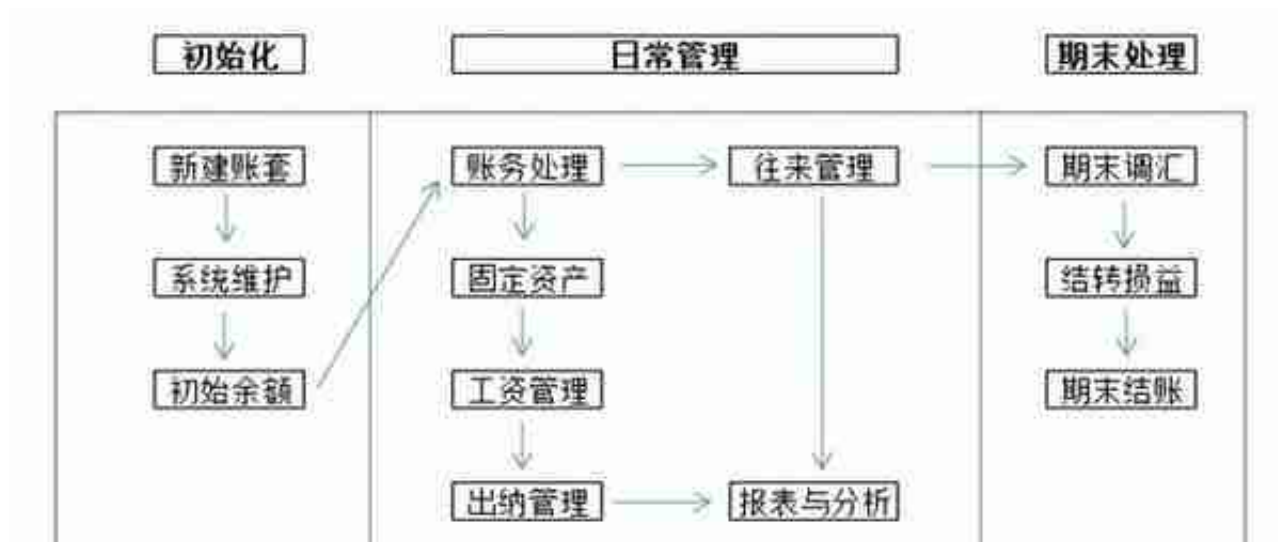 初始化
日常管理
期末处理
新建账套
账务处理
往来管理
期末调汇
系统维护
固定资产
结转损益
初始余额
工资管理
期末结账
出纳管理
报表与分析